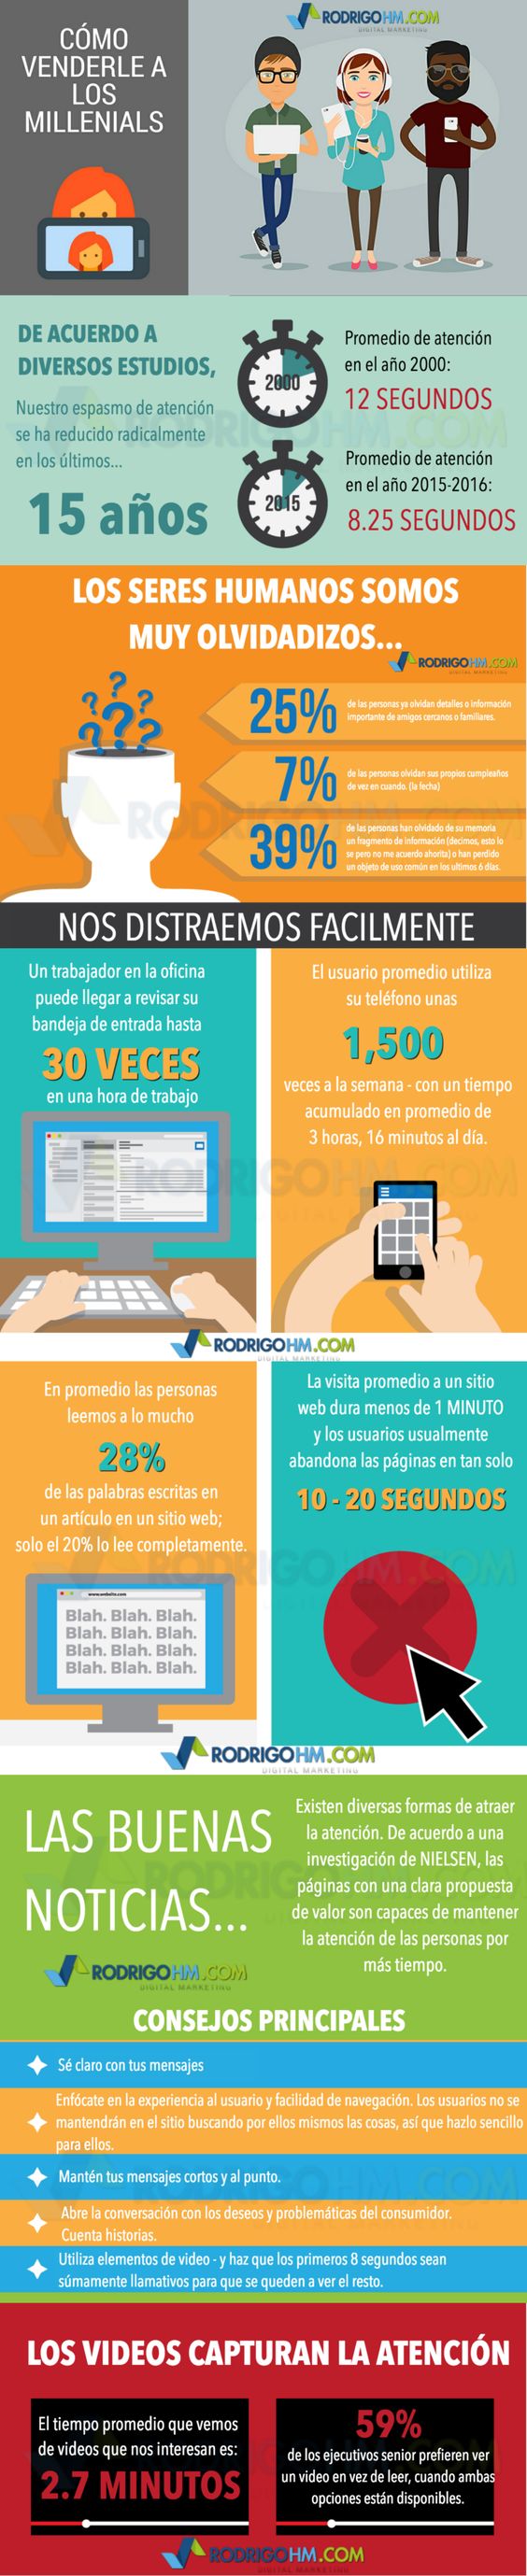 RODRIGOHM.COM
DIGITAL MARKETING
CÓMO
VENDERLE A
LOS
MILLENIALS
DE ACUERDO A
DIVERSOS ESTUDIOS,
Nuestro espasmo de atención
se ha reducido radicalmente
en los últimos...
15 años
2000
Promedio de atención
en el año 2000:
12 SEGUNDOS
2015
Promedio de atención
en el año 2015-2016:
8.25 SEGUNDOS
LOS SERES HUMANOS SOMOS
MUY OLVIDADIZOS...
RODRIGOHM.COM
DIGITAL MARKETING
25%
de las personas ya olvidan detalles o información
importante de amigos cercanos o familiares.
7%
de las personas olvidan sus propios cumpleaños
de vez en cuando. (la fecha)
39%
de las personas han olvidado de su memoria
un fragmento de información (decimos, esto lo
se pero no me acuerdo ahorita) o han perdido
un objeto de uso común en los ultimos 6 días.
NOS DISTRAEMOS FACILMENTE
Un trabajador en la oficina
puede llegar a revisar su
bandeja de entrada hasta
30 VECES
en una hora de trabajo
El usuario promedio utiliza
su teléfono unas
1,500
veces a la semana - con un tiempo
acumulado en promedio de
3 horas, 16 minutos al día.
RODRIGOHM.COM
DIGITAL MARKETING
En promedio las personas
leemos a lo mucho
28%
de las palabras escritas en
un artículo en un sitio web;
solo el 20% lo lee completamente.
www.website.com
Blah. Blah. Blah.
Blah. Blah. Blah.
Blah. Blah. Blah.
Blah. Blah. Blah.
La visita promedio a un sitio
web dura menos de 1 MINUTO
y los usuarios usualmente
abandona las páginas en tan solo
10 - 20 SEGUNDOS
RODRIGOHM.COM
DIGITAL MARKETING
LAS BUENAS
NOTICIAS...
RODRIGOHM.COM
DIGITAL MARKETING
Existen diversas formas de atraer
la atención. De acuerdo a una
investigación de NIELSEN, las
páginas con una clara propuesta
de valor son capaces de mantener
la atención de las personas por
más tiempo.
CONSEJOS PRINCIPALES
Sé claro con tus mensajes
Enfócate en la experiencia al usuario y facilidad de navegación. Los usuarios no se
mantendrán en el sitio buscando por ellos mismos las cosas, así que hazlo sencillo
para ellos.
Mantén tus mensajes cortos y al punto.
Abre la conversación con los deseos y problemáticas del consumidor.
Cuenta historias.
Utiliza elementos de video - y haz que los primeros 8 segundos sean
súmamente llamativos para que se queden a ver el resto.
LOS VIDEOS CAPTURAN LA ATENCIÓN
El tiempo promedio que vemos
de videos que nos interesan es:
2.7 MINUTOS
59%
de los ejecutivos senior prefieren ver
un video en vez de leer, cuando ambas
opciones están disponibles.
RODRIGOHM.COM
DIGITAL MARKETING